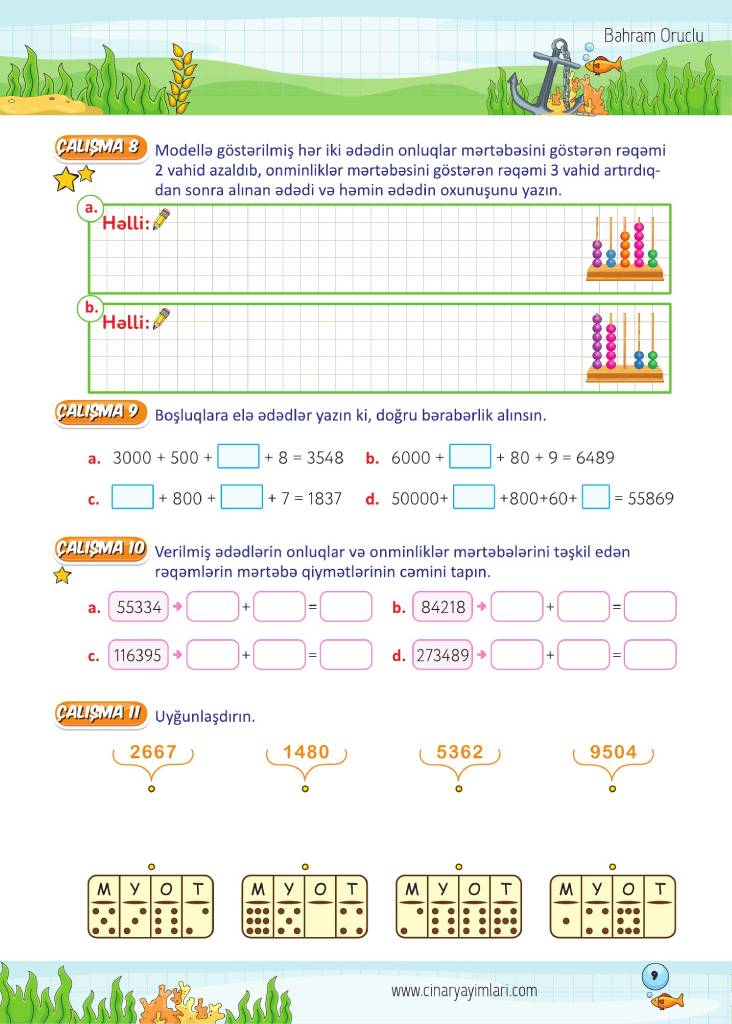 Bahram Oruclu
ÇALIŞMA 8
Modellə göstərilmiş hər iki ədədin onluqlar mərtəbəsini göstərən rəqəmi
2 vahid azaldıb, onminliklər mərtəbəsini göstərən rəqəmi 3 vahid artırdıq-
dan sonra alınan ədədi və həmin ədədin oxunuşunu yazın.
a.
Həlli:
b.
Həlli:
ÇALIŞMA 9
Boşluqlara elə ədədlər yazın ki, doğru bərabərlik alınsın.
a. 3000 + 500 + + 8 = 3548 b. 6000 + + 80 + 9 = 6489
c. + 800 + + 7 = 1837 d. 50000+ +800+60+ = 55869
ÇALIŞMA 10
Verilmiş ədədlərin onluqlar və onminliklər mərtəbələrini təşkil edən
rəqəmlərin mərtəbə qiymətlərinin cəmini tapın.
a. 55334 → + = b. 84218 → + =
c. 116395 → + = d. 273489 → + =
ÇALIŞMA 11
Uyğunlaşdırın.
2667 1480 5362 9504
M Y O T M Y O T M Y O T M Y O T
www.cinaryayimlari.com
9